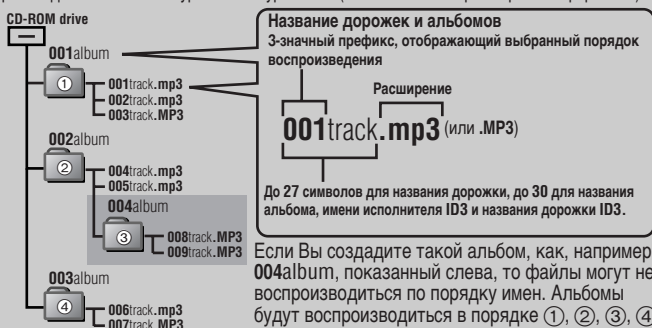 CD-ROM drive
001album
①
001track.mp3
002track.mp3
003track.MP3
002album
②
004track.mp3
005track.mp3
004album
③
008track.MP3
009track.MP3
003album
④
006track.mp3
007track.MP3
Название дорожек и альбомов
3-значный префикс, отображающий выбранный порядок
воспроизведения
Расширение
001track.mp3 (или .MP3)
До 27 символов для названия дорожки, до 30 для названия
альбома, имени исполнителя ID3 и названия дорожки ID3.
Если Вы создадите такой альбом, как, например
004album, показанный слева, то файлы могут не
воспроизводиться по порядку имен. Альбомы
будут воспроизводиться в порядке ①, ②, ③, ④